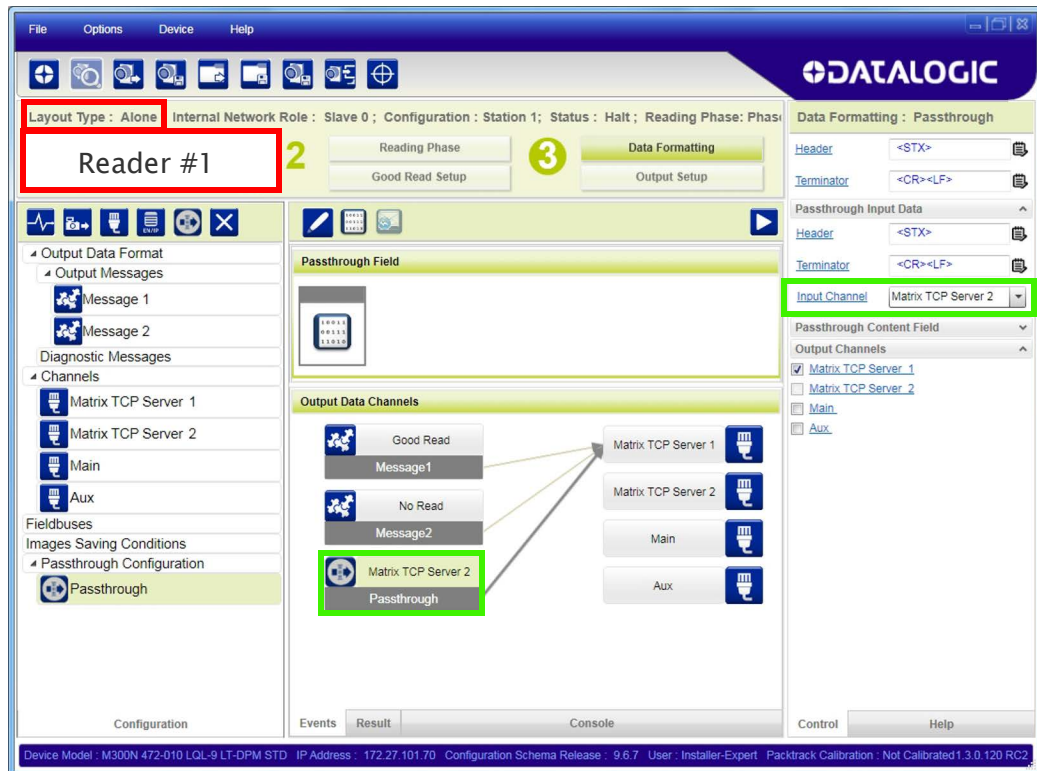 File Options Device Help
DATALOGIC
Layout Type : Alone Internal Network Role : Slave 0 ; Configuration : Station 1; Status : Halt ; Reading Phase: Phas
Reader #1
2
Reading Phase
Good Read Setup
3
Data Formatting
Output Setup
Output Data Format
Output Messages
Message 1
Message 2
Diagnostic Messages
Channels
Matrix TCP Server 1
Matrix TCP Server 2
Main
Aux
Fieldbuses
Images Saving Conditions
Passthrough Configuration
Passthrough
Configuration
Passthrough Field
10011
00111
11010
Output Data Channels
Good Read
Message1
No Read
Message2
Matrix TCP Server 2
Passthrough
Matrix TCP Server 1
Matrix TCP Server 2
Main
Aux
Events Result Console
Data Formatting : Passthrough
Header <STX>
Terminator <CR><LF>
Passthrough Input Data
Header <STX>
Terminator <CR><LF>
Input Channel Matrix TCP Server 2
Passthrough Content Field
Output Channels
Matrix TCP Server 1
Matrix TCP Server 2
Main
Aux
Control Help
Device Model : M300N 472-010 LQL-9 LT-DPM STD IP Address : 172.27.101.70 Configuration Schema Release : 9.6.7 User : Installer-Expert Packtrack Calibration : Not Calibrated 1.3.0.120 RC2